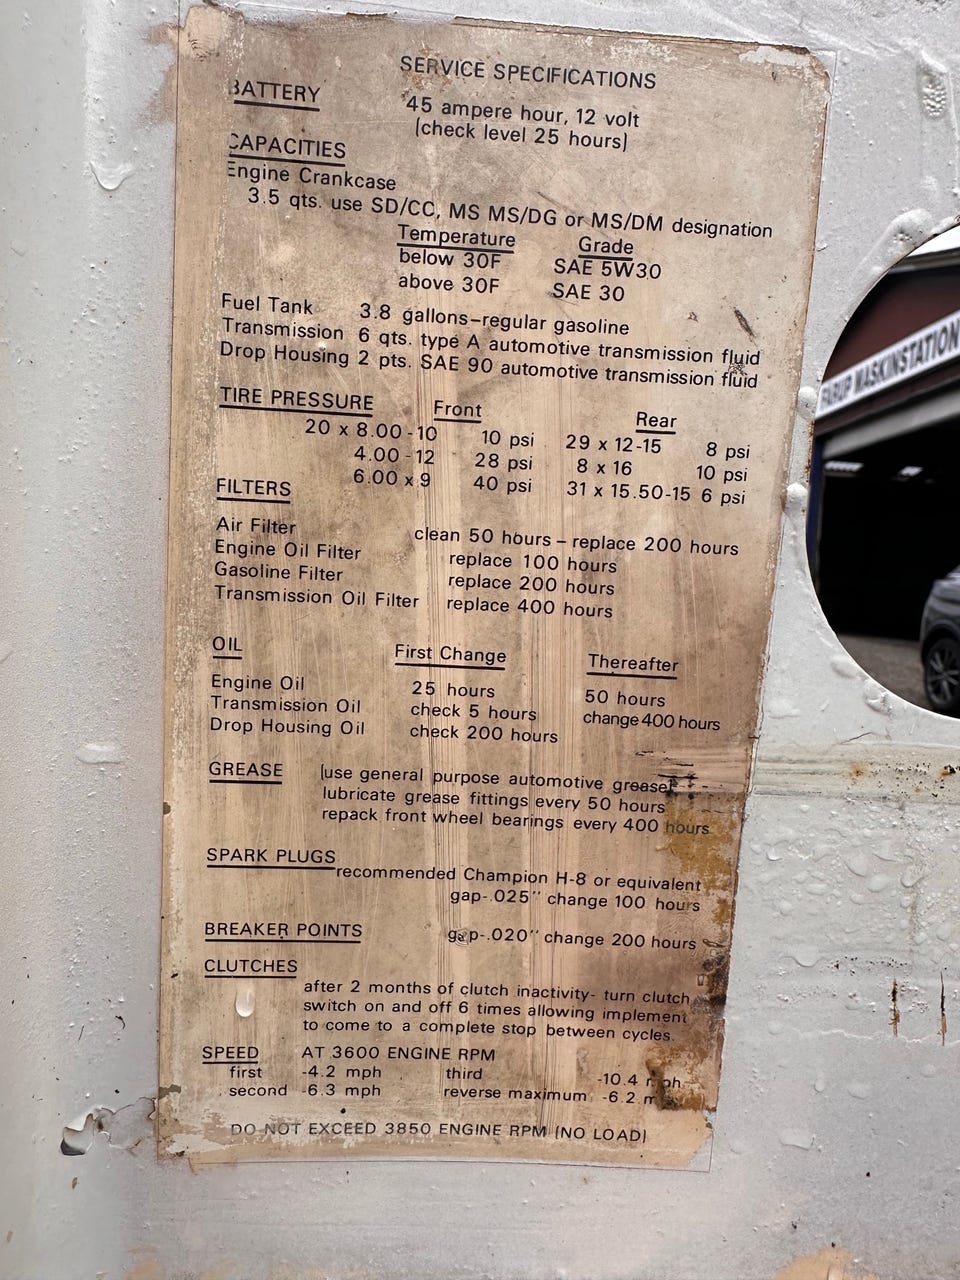 SERVICE SPECIFICATIONS
BATTERY 45 ampere hour, 12 volt
(check level 25 hours)
CAPACITIES
Engine Crankcase
3.5 qts. use SD/CC, MS MS/DG or MS/DM designation
Temperature Grade
below 30F SAE 5W30
above 30F SAE 30
Fuel Tank 3.8 gallons-regular gasoline
Transmission 6 qts. type A automotive transmission fluid
Drop Housing 2 pts. SAE 90 automotive transmission fluid
TIRE PRESSURE Front Rear
20 x 8.00-10 10 psi 29 x 12-15 8 psi
4.00-12 28 psi 8 x 16 10 psi
6.00 x 9 40 psi 31 x 15.50-15 6 psi
FILTERS
Air Filter clean 50 hours - replace 200 hours
Engine Oil Filter replace 100 hours
Gasoline Filter replace 200 hours
Transmission Oil Filter replace 400 hours
OIL First Change Thereafter
Engine Oil 25 hours 50 hours
Transmission Oil check 5 hours change 400 hours
Drop Housing Oil check 200 hours
GREASE (use general purpose automotive grease)
lubricate grease fittings every 50 hours
repack front wheel bearings every 400 hours
SPARK PLUGS recommended Champion H-8 or equivalent
gap-.025" change 100 hours
BREAKER POINTS gap-.020" change 200 hours
CLUTCHES
after 2 months of clutch inactivity- turn clutch
switch on and off 6 times allowing implement
to come to a complete stop between cycles.
SPEED AT 3600 ENGINE RPM
first -4.2 mph third -10.4 mph
second -6.3 mph reverse maximum -6.2 m
DO NOT EXCEED 3850 ENGINE RPM (NO LOAD)
MASKINSTATION